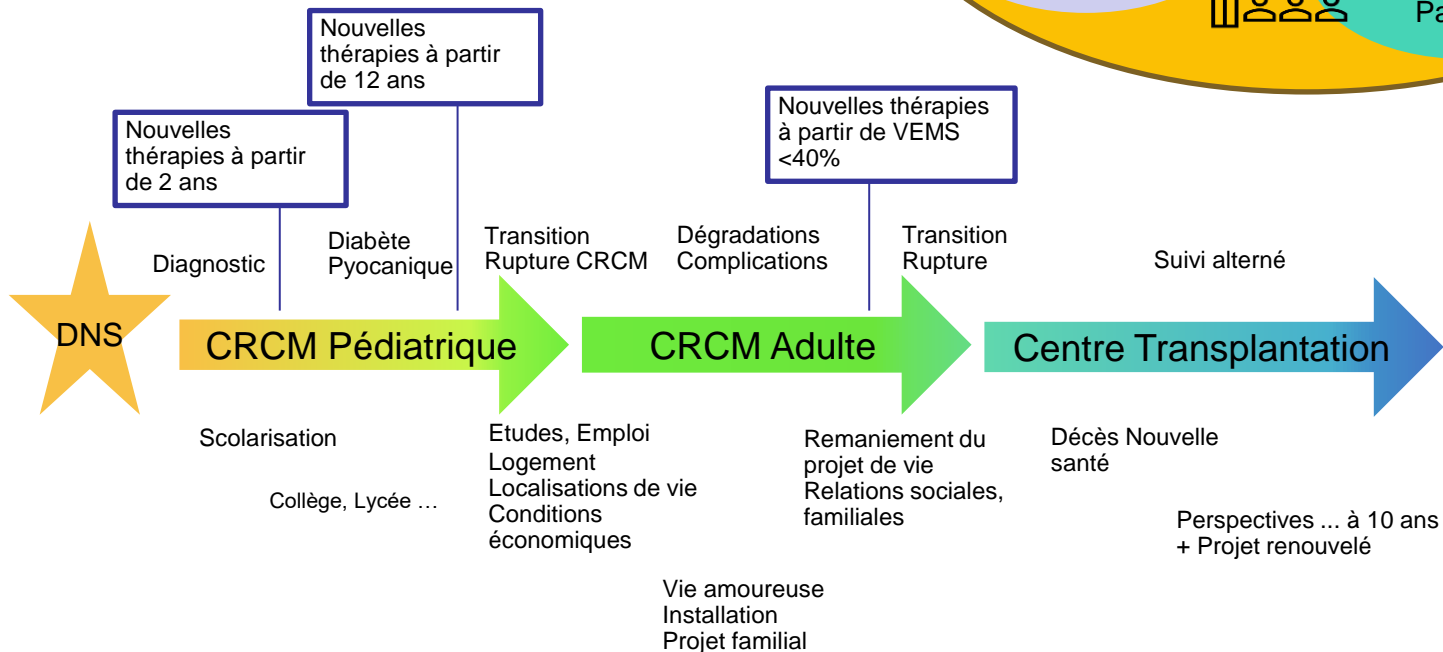 Pa
Nouvelles
thérapies à partir
de 12 ans
Nouvelles
thérapies à partir
de 2 ans
Nouvelles thérapies
à partir de VEMS
<40%
Diagnostic
Diabète
Pyocanique
Transition
Rupture CRCM
Dégradations
Complications
Transition
Rupture
Suivi alterné
DNS
CRCM Pédiatrique
CRCM Adulte
Centre Transplantation
Scolarisation
Collège, Lycée ...
Etudes, Emploi
Logement
Localisations de vie
Conditions
économiques
Vie amoureuse
Installation
Projet familial
Remaniement du
projet de vie
Relations sociales,
familiales
Décès Nouvelle
santé
Perspectives ... à 10 ans
+ Projet renouvelé